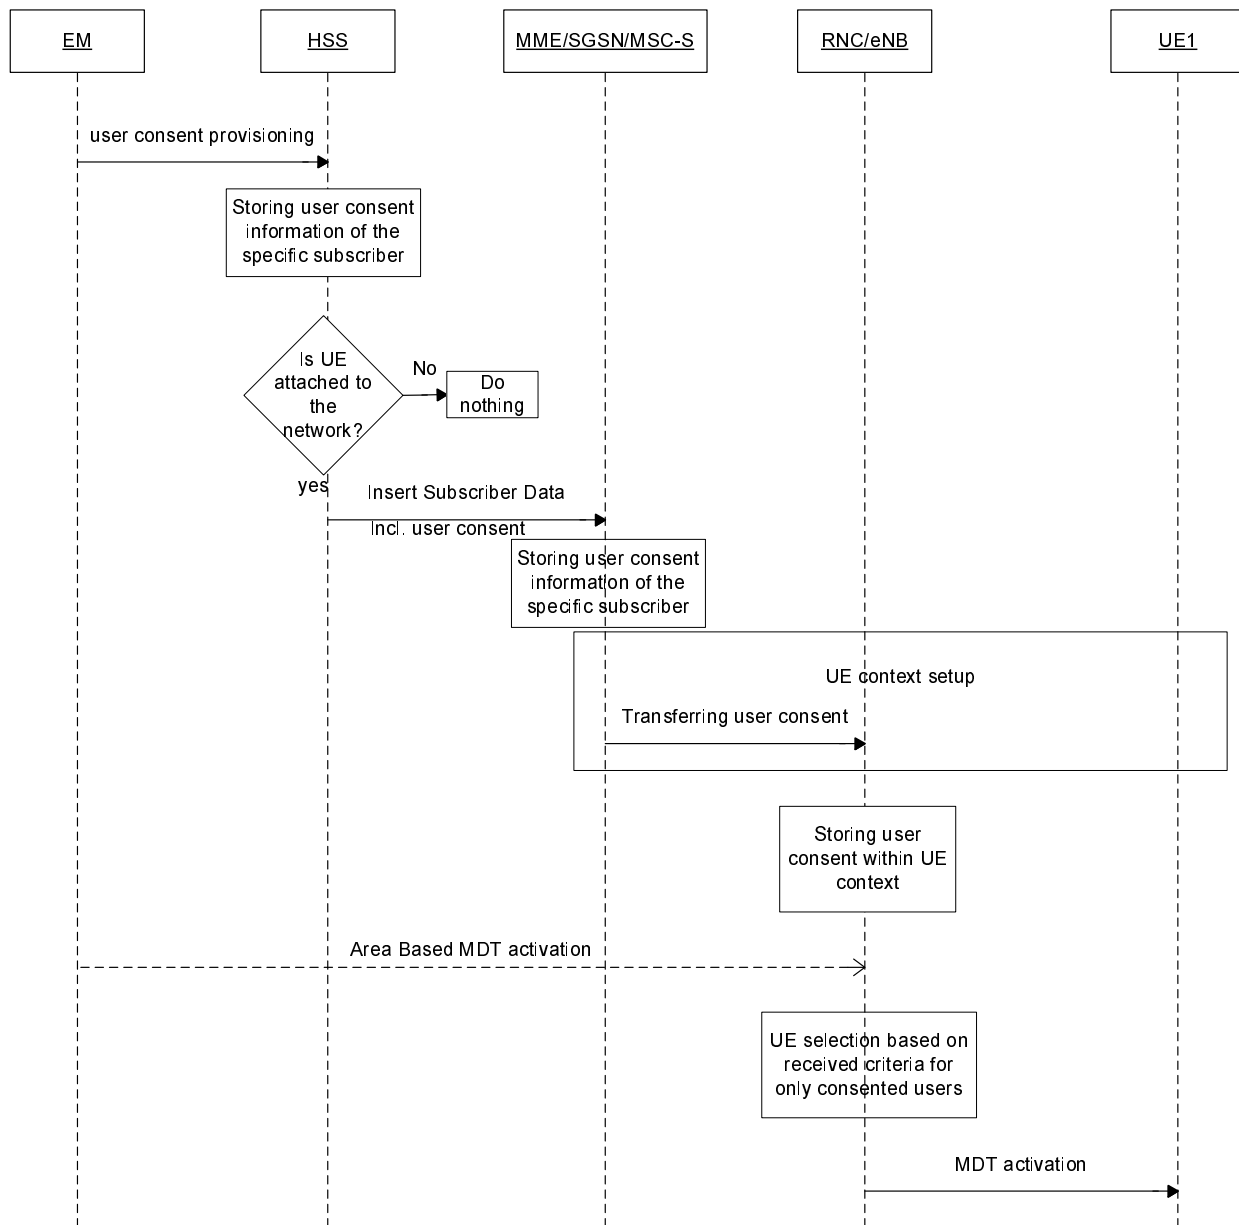 EM
HSS
MME/SGSN/MSC-S
RNC/eNB
UE1
user consent provisioning
Storing user consent
information of the
specific subscriber
Is UE
attached to
the
network?
No
Do
nothing
yes
Insert Subscriber Data
Incl. user consent
Storing user consent
information of the
specific subscriber
UE context setup
Transferring user consent
Storing user
consent within UE
context
Area Based MDT activation
UE selection based on
received criteria for
only consented users
MDT activation